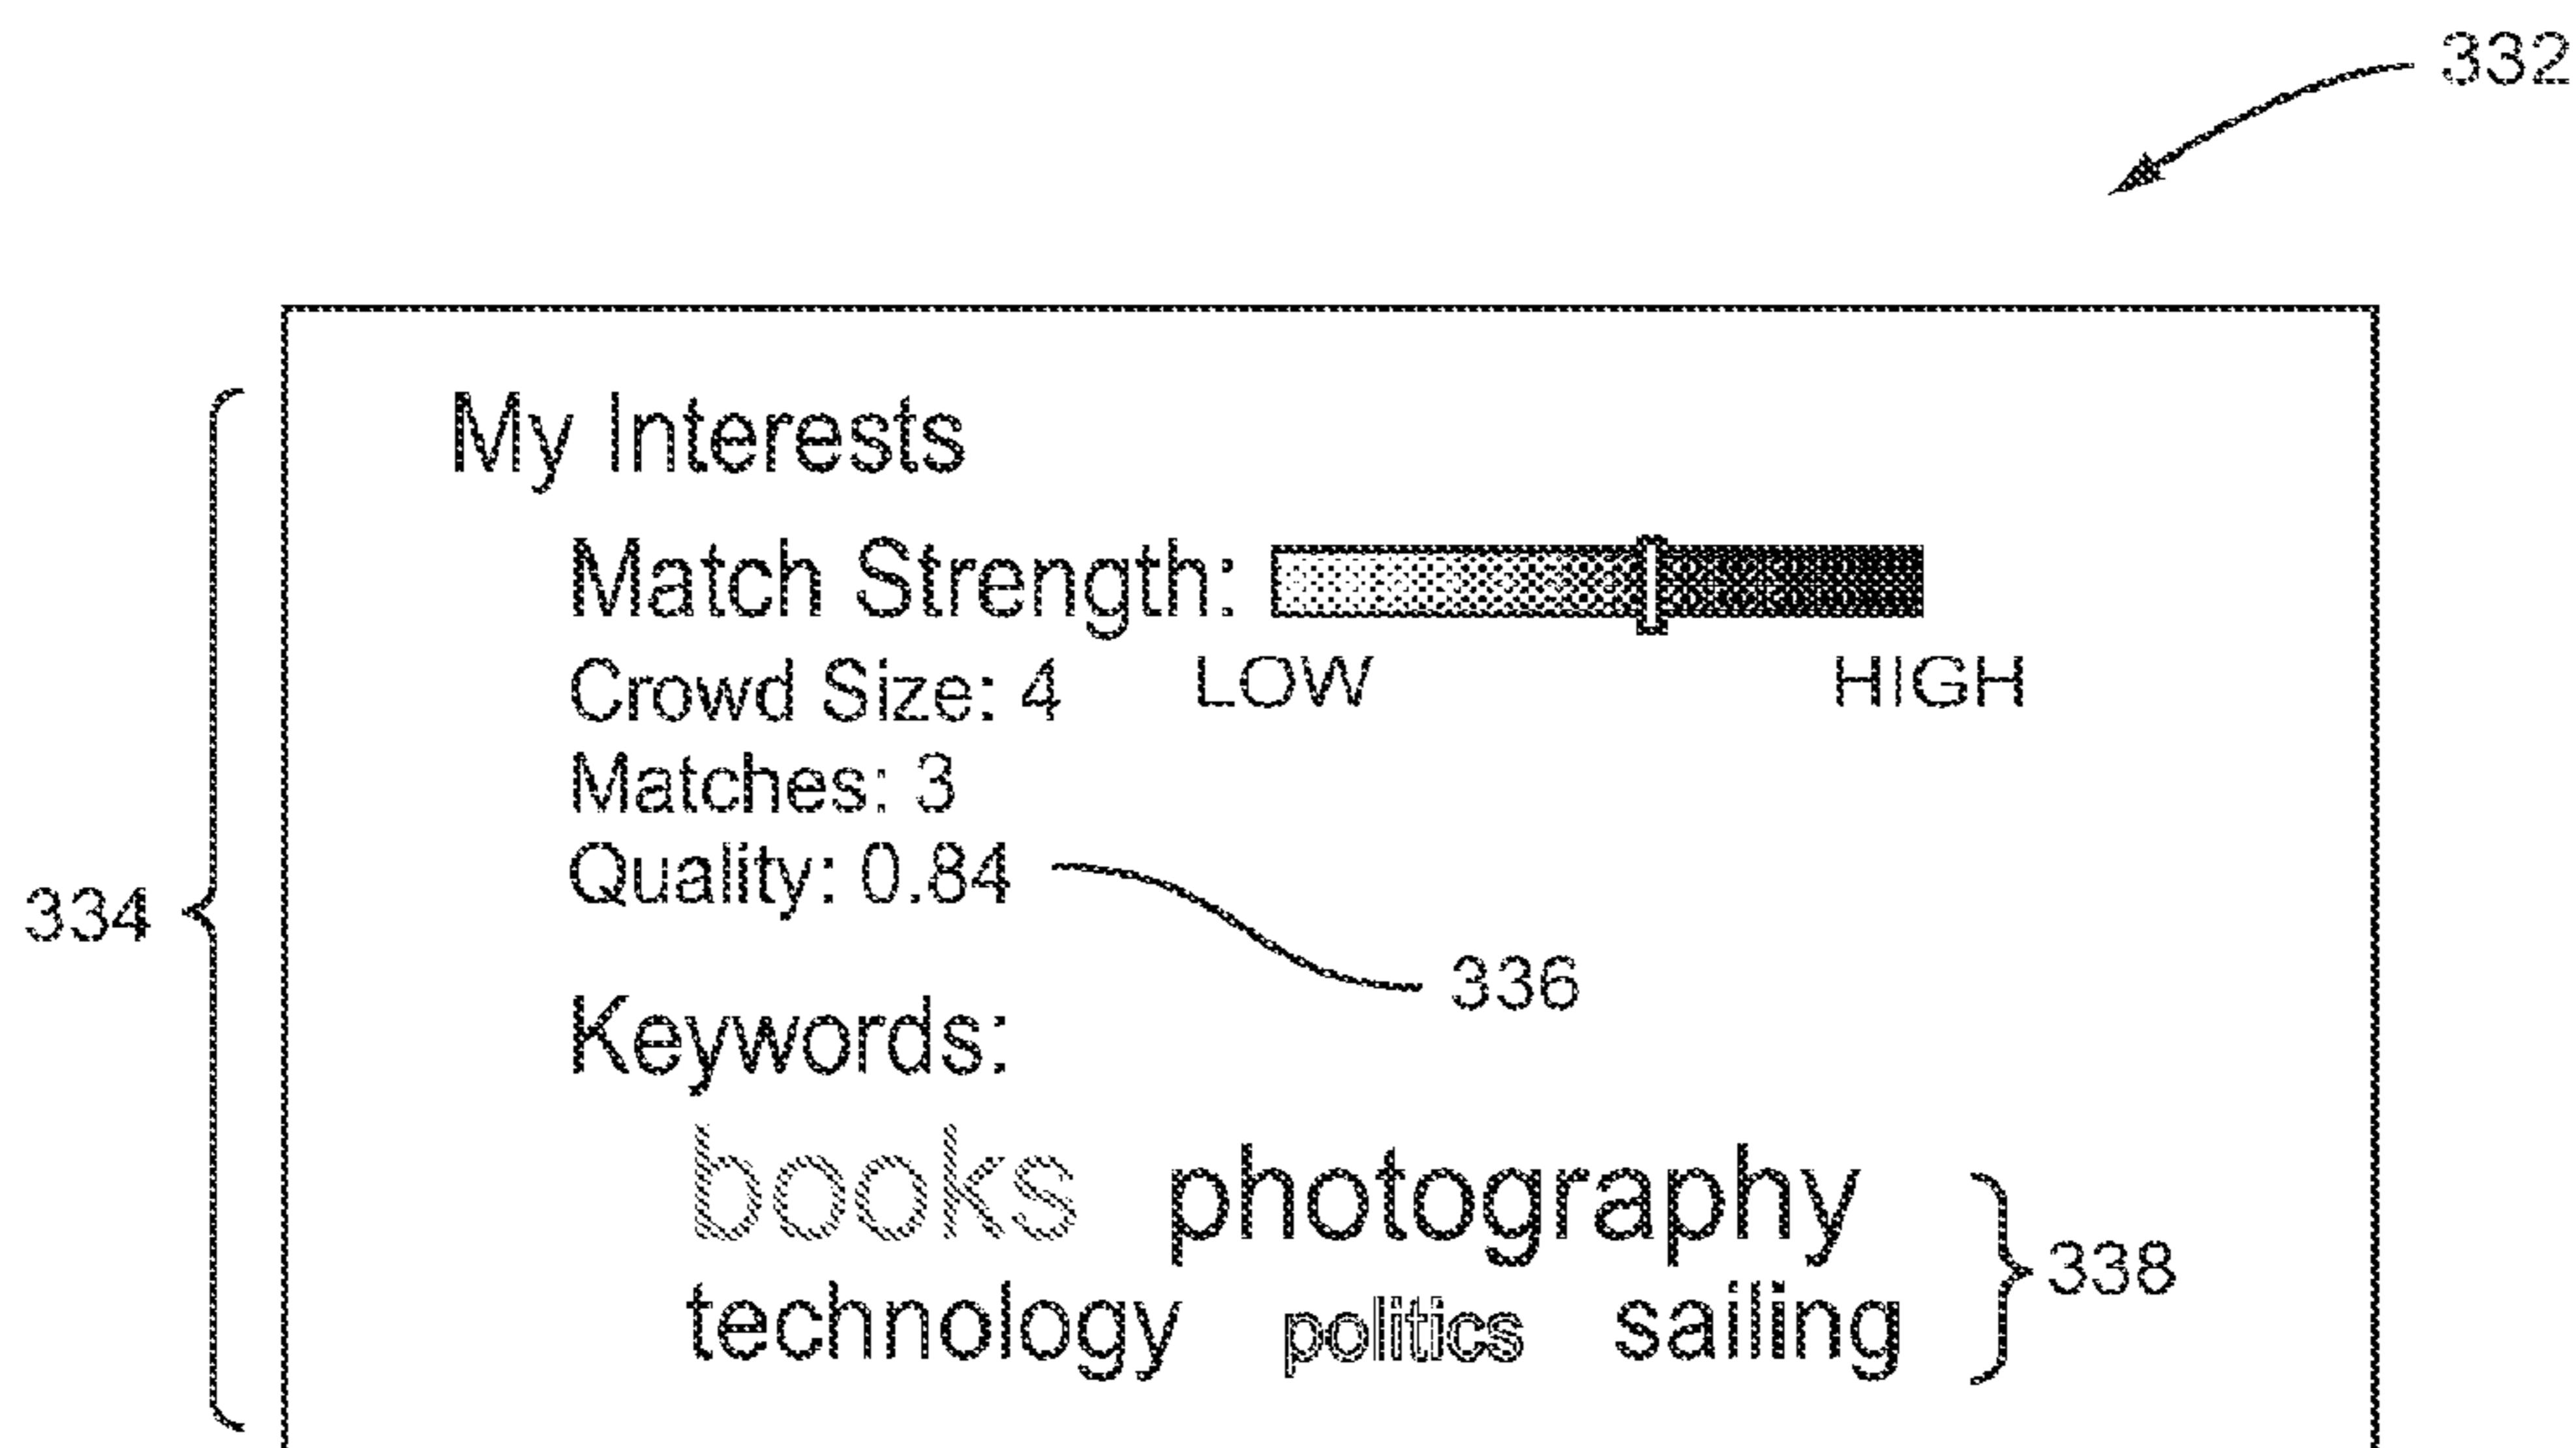 332
My Interests
Match Strength:
Crowd Size: 4 LOW HIGH
Matches: 3
Quality: 0.84
334
336
Keywords:
books photography
338
technology politics sailing